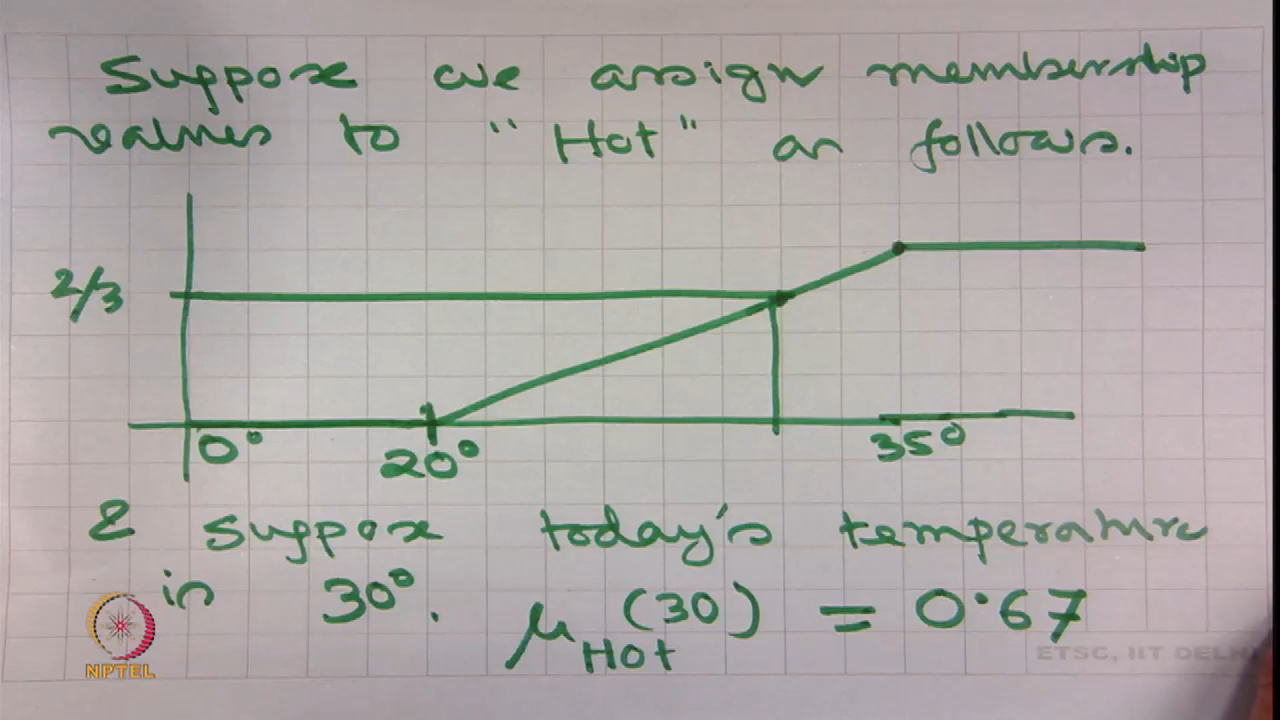 Suppose we assign membership
values to "Hot" as follows.
2/3
0° 20° 35°
& suppose today's temperature
is 30°. μ_Hot (30) = 0.67
NPTEL
ETSC, IIT DELHI